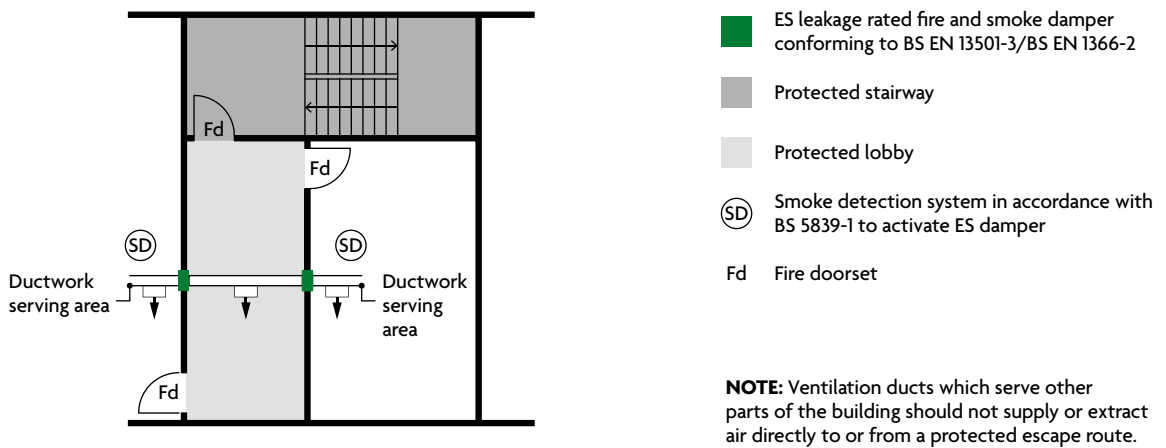 Fd
Fd
SD
SD
Ductwork
serving area
Ductwork
serving
area
Fd
ES leakage rated fire and smoke damper
conforming to BS EN 13501-3/BS EN 1366-2
Protected stairway
Protected lobby
SD
Smoke detection system in accordance with
BS 5839-1 to activate ES damper
Fd Fire doorset
NOTE: Ventilation ducts which serve other
parts of the building should not supply or extract
air directly to or from a protected escape route.